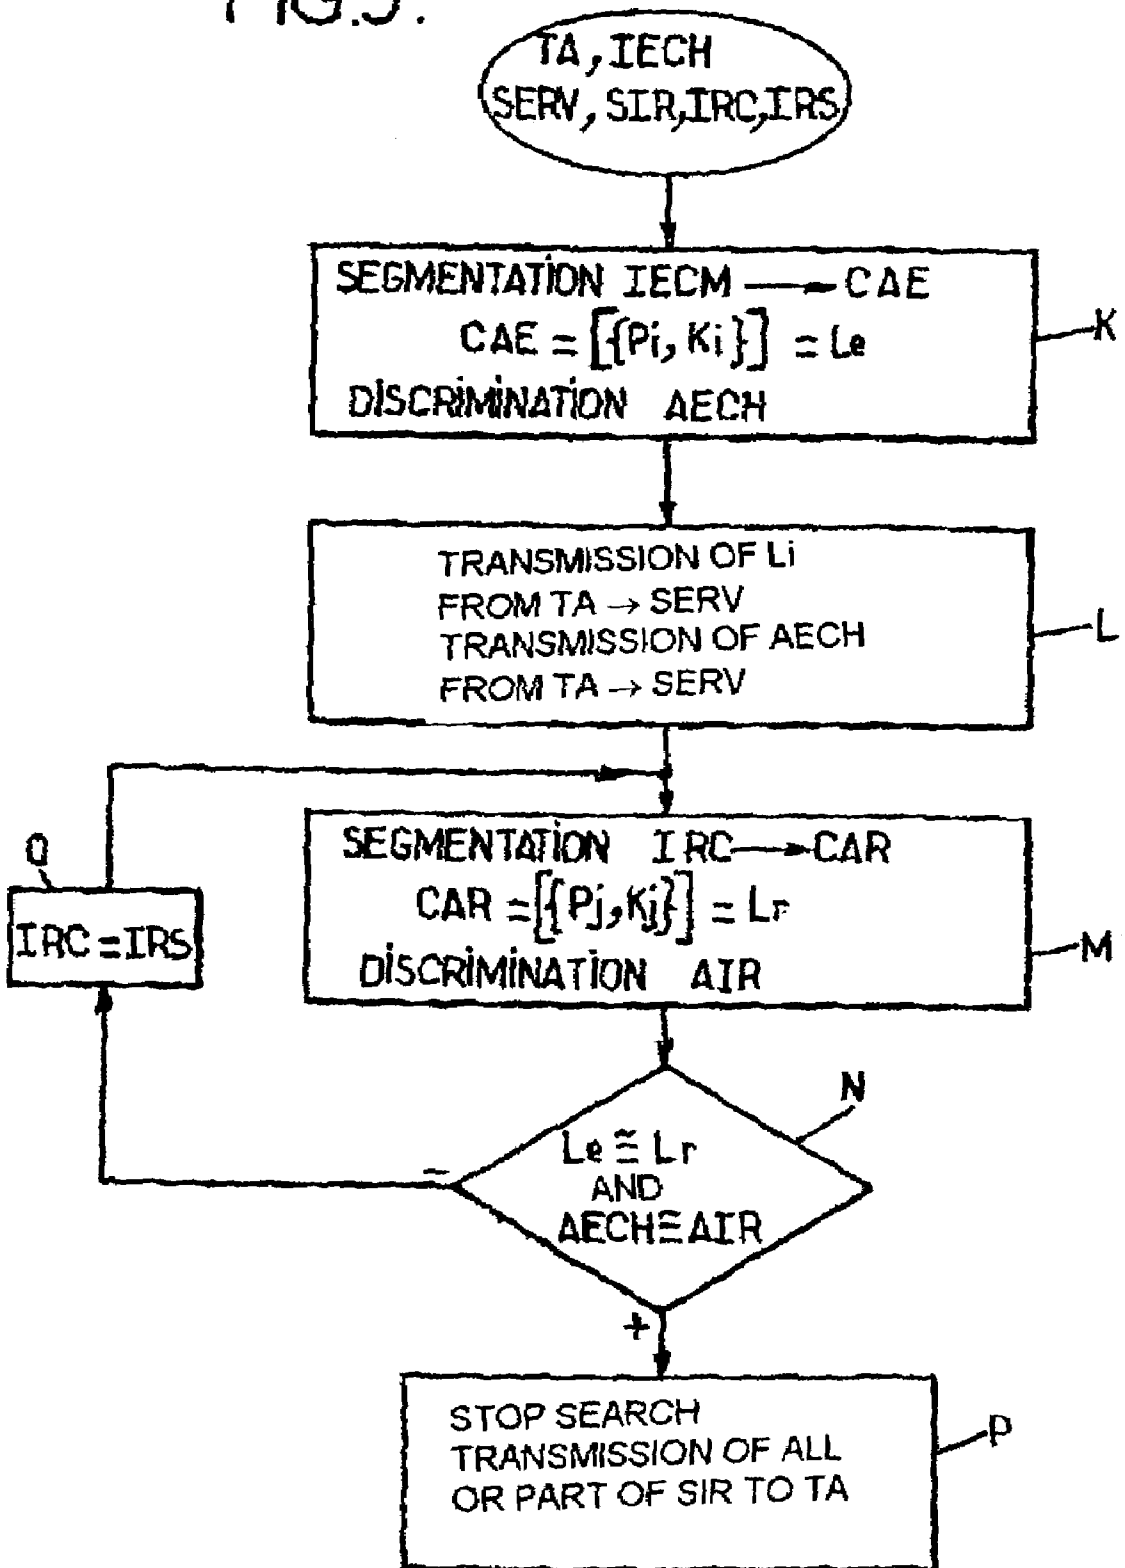 FIG.5.
TA, IECH
SERV, SIR, IRC, IRS
SEGMENTATION IECM → CAE
CAE = [{Pi, Ki}] = Le
DISCRIMINATION AECH
K
TRANSMISSION OF Li
FROM TA → SERV
TRANSMISSION OF AECH
FROM TA → SERV
L
SEGMENTATION IRC → CAR
CAR = [{Pj, Kj}] = Lr
DISCRIMINATION AIR
M
Q
IRC = IRS
N
Le ≅ Lr
AND
AECH ≅ AIR
-
+
STOP SEARCH
TRANSMISSION OF ALL
OR PART OF SIR TO TA
P